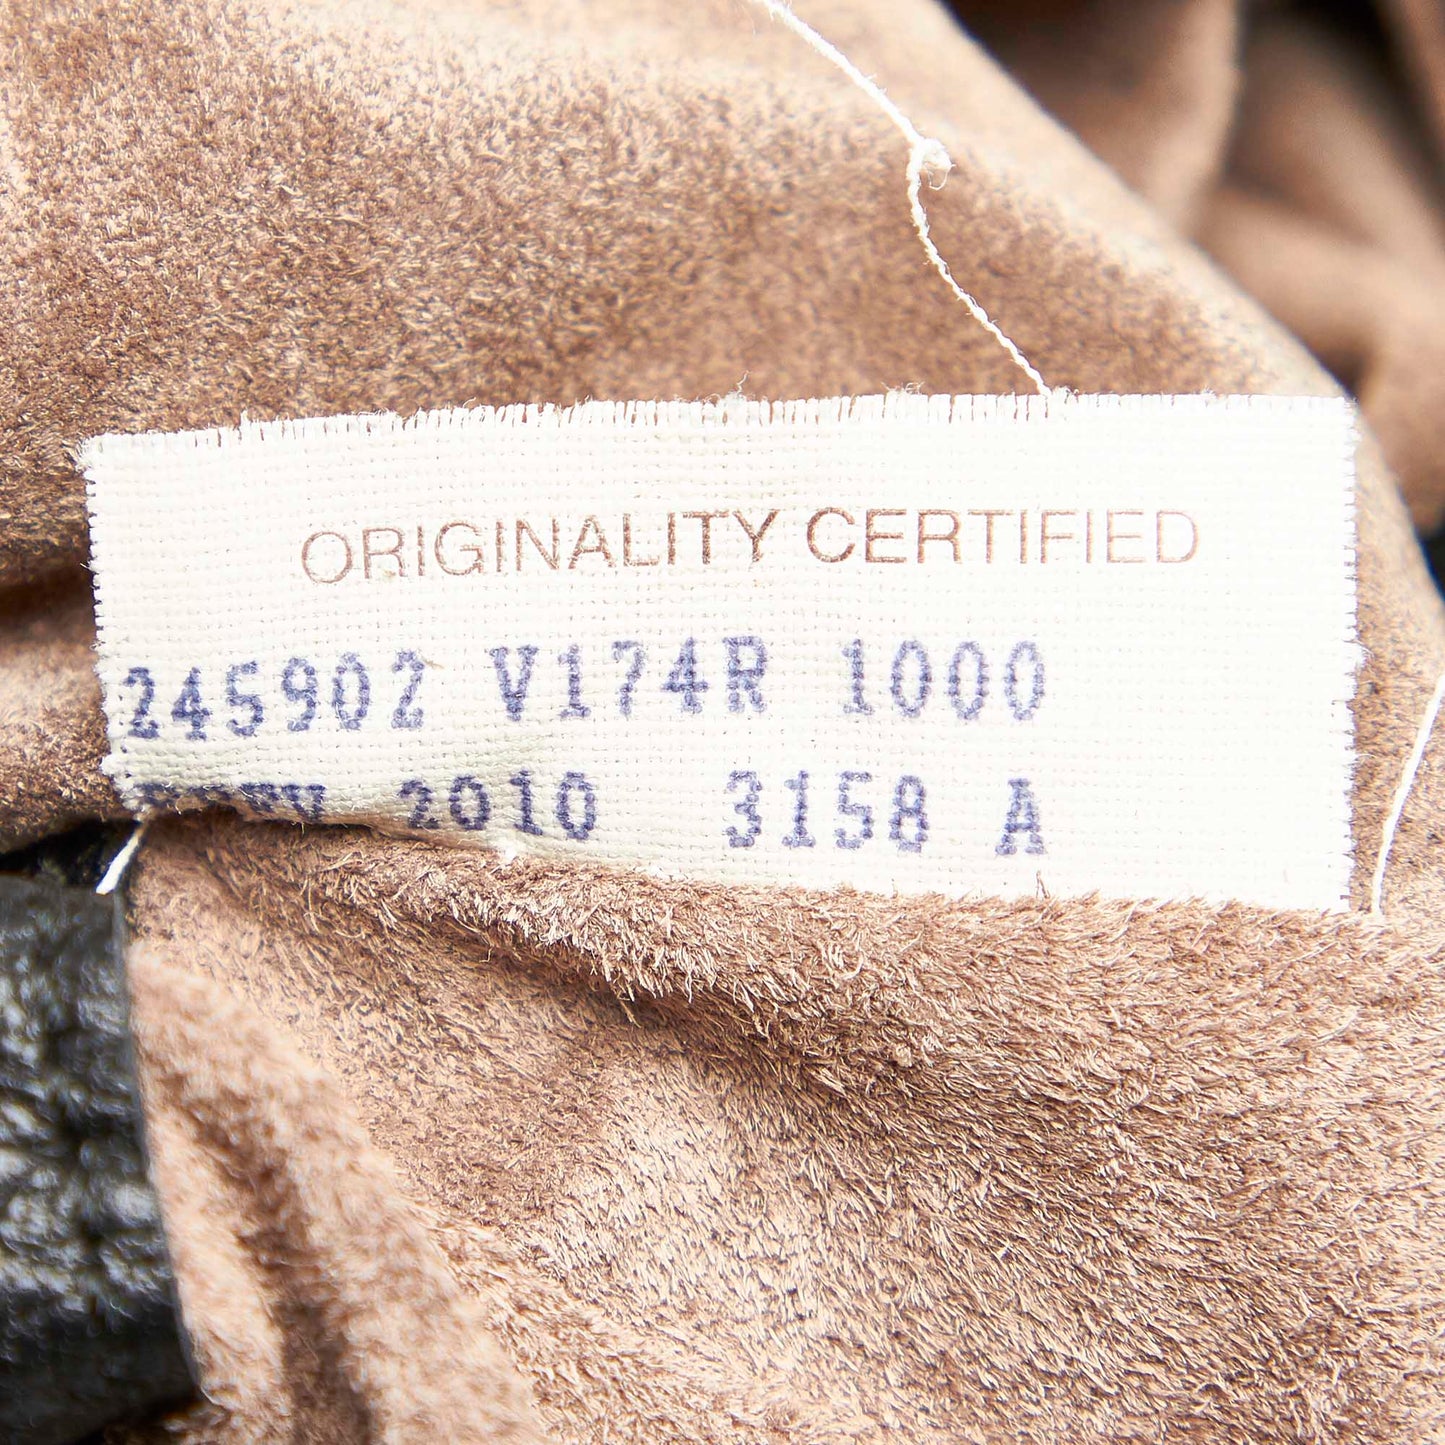 ORIGINALITY CERTIFIED
245902 V174R 1000
2010 3158 A